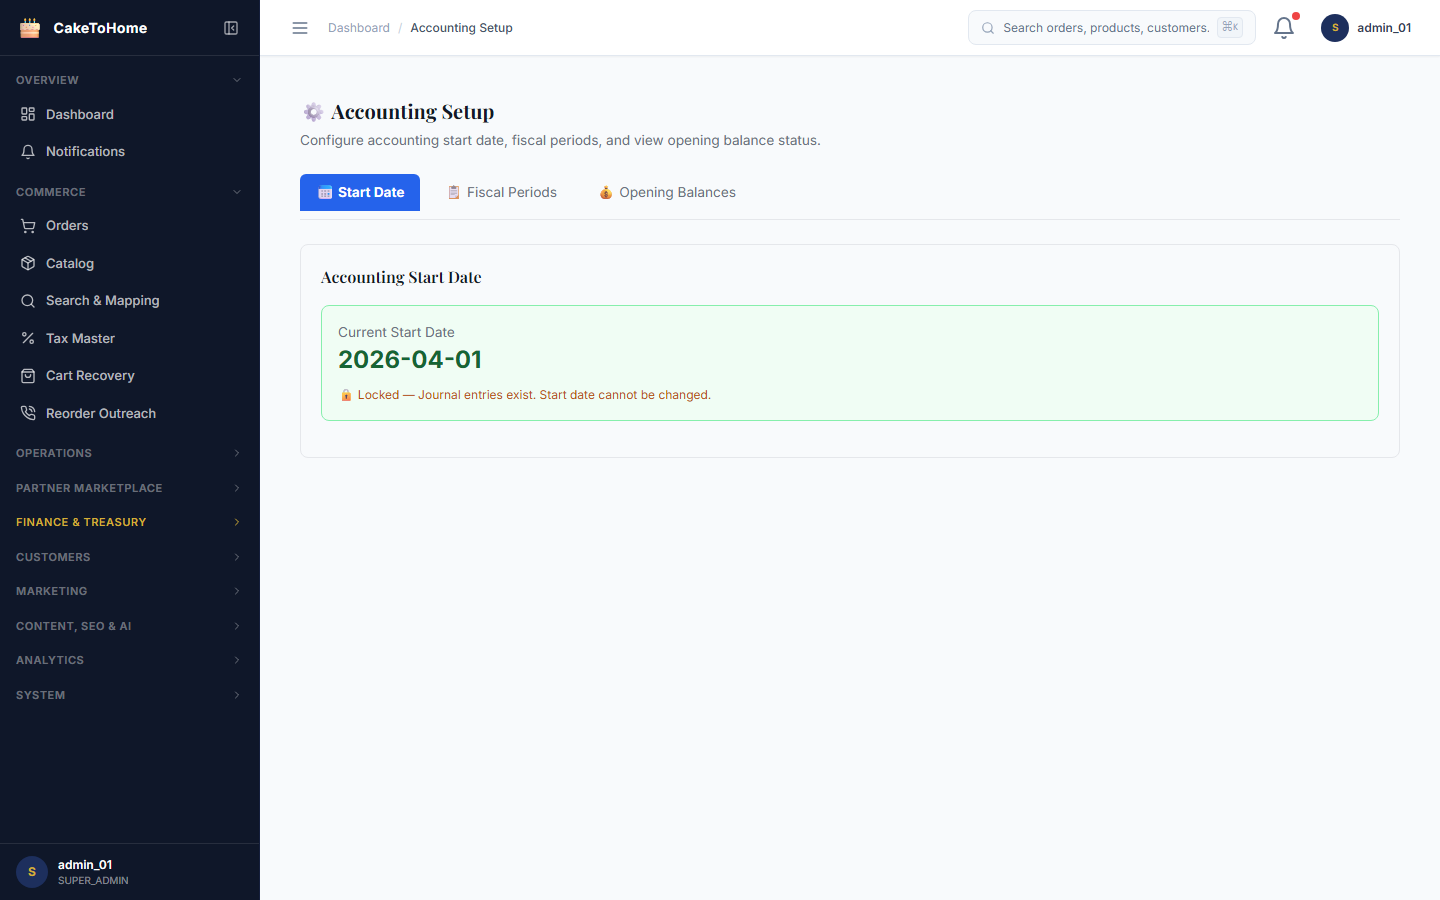 CakeToHome
OVERVIEW
Dashboard
Notifications
COMMERCE
Orders
Catalog
Search & Mapping
Tax Master
Cart Recovery
Reorder Outreach
OPERATIONS
PARTNER MARKETPLACE
FINANCE & TREASURY
CUSTOMERS
MARKETING
CONTENT, SEO & AI
ANALYTICS
SYSTEM
S admin_01
SUPER_ADMIN
Dashboard / Accounting Setup
Search orders, products, customers. ⌘K
S admin_01
Accounting Setup
Configure accounting start date, fiscal periods, and view opening balance status.
Start Date Fiscal Periods Opening Balances
Accounting Start Date
Current Start Date
2026-04-01
Locked — Journal entries exist. Start date cannot be changed.